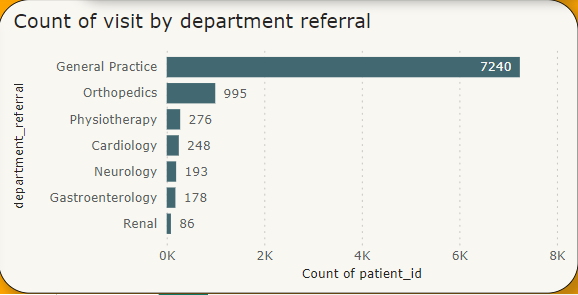 Count of visit by department referral
department_referral
General Practice 7240
Orthopedics 995
Physiotherapy 276
Cardiology 248
Neurology 193
Gastroenterology 178
Renal 86
0K 2K 4K 6K 8K
Count of patient_id